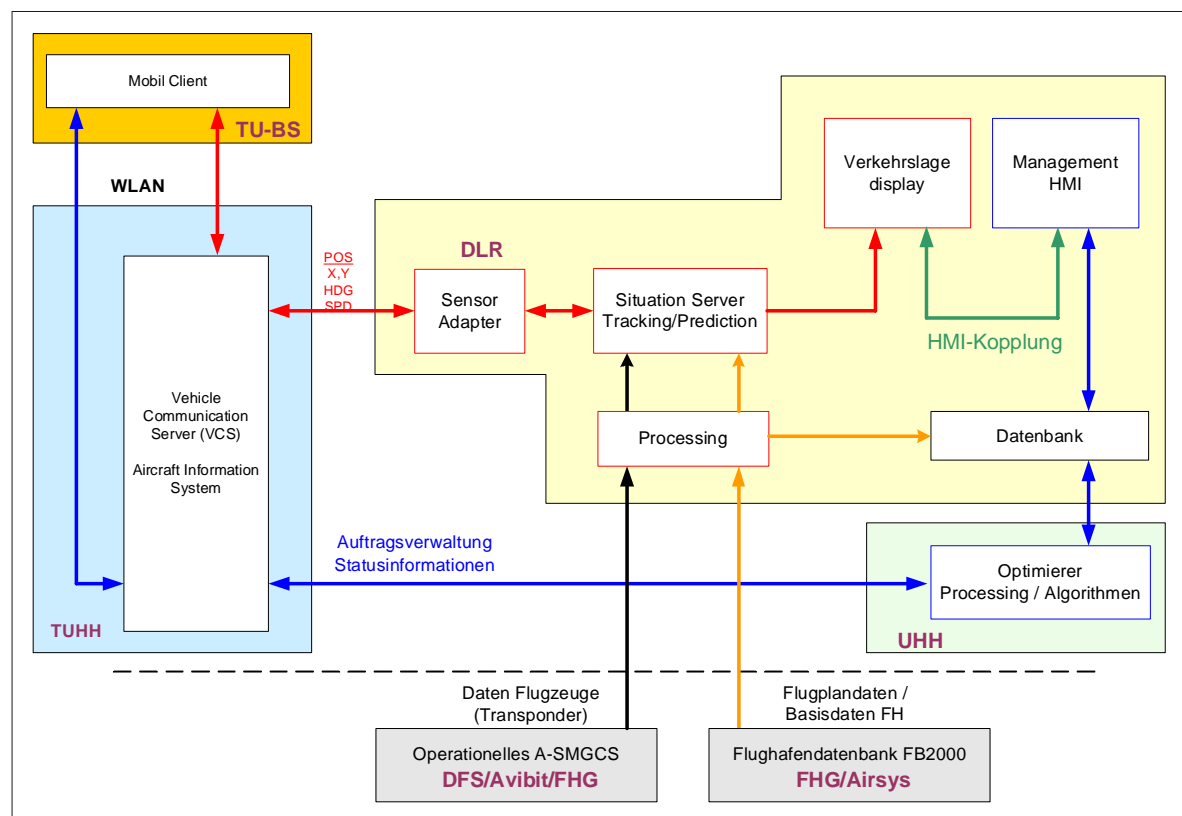 Mobil Client
TU-BS
WLAN
Verkehrslage
display
Management
HMI
DLR
POS
X,Y
HDG
SPD
Sensor
Adapter
Situation Server
Tracking/Prediction
HMI-Kopplung
Vehicle
Communication
Server (VCS)
Aircraft Information
System
Processing
Datenbank
Auftragsverwaltung
Statusinformationen
Optimierer
Processing / Algorithmen
TUHH
UHH
Daten Flugzeuge
(Transponder)
Flugplandaten /
Basisdaten FH
Operationelles A-SMGCS
DFS/Avibit/FHG
Flughafendatenbank FB2000
FHG/Airsys